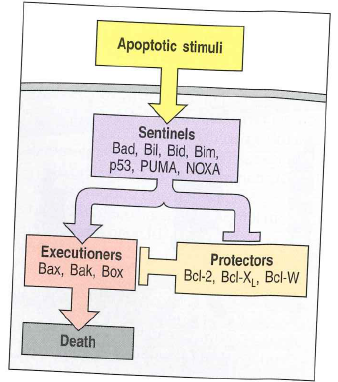 Apoptotic stimuli
Sentinels
Bad, Bil, Bid, Bim,
p53, PUMA, NOXA
Executioners
Bax, Bak, Box
Protectors
Bcl-2, Bcl-XL, Bcl-W
Death